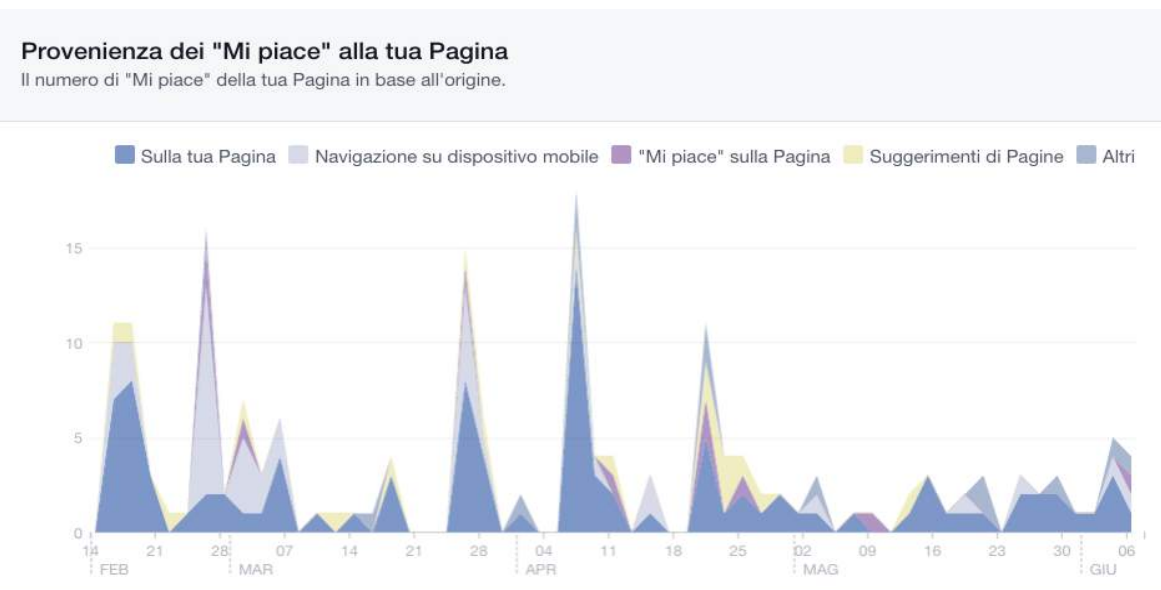 Provenienza dei "Mi piace" alla tua Pagina
Il numero di "Mi piace" della tua Pagina in base all'origine.
Sulla tua Pagina Navigazione su dispositivo mobile "Mi piace" sulla Pagina Suggerimenti di Pagine Altri
15
10
5
0
14 21 28 07 14 21 28 04 11 18 25 02 09 16 23 30 06
FEB MAR APR MAG GIU